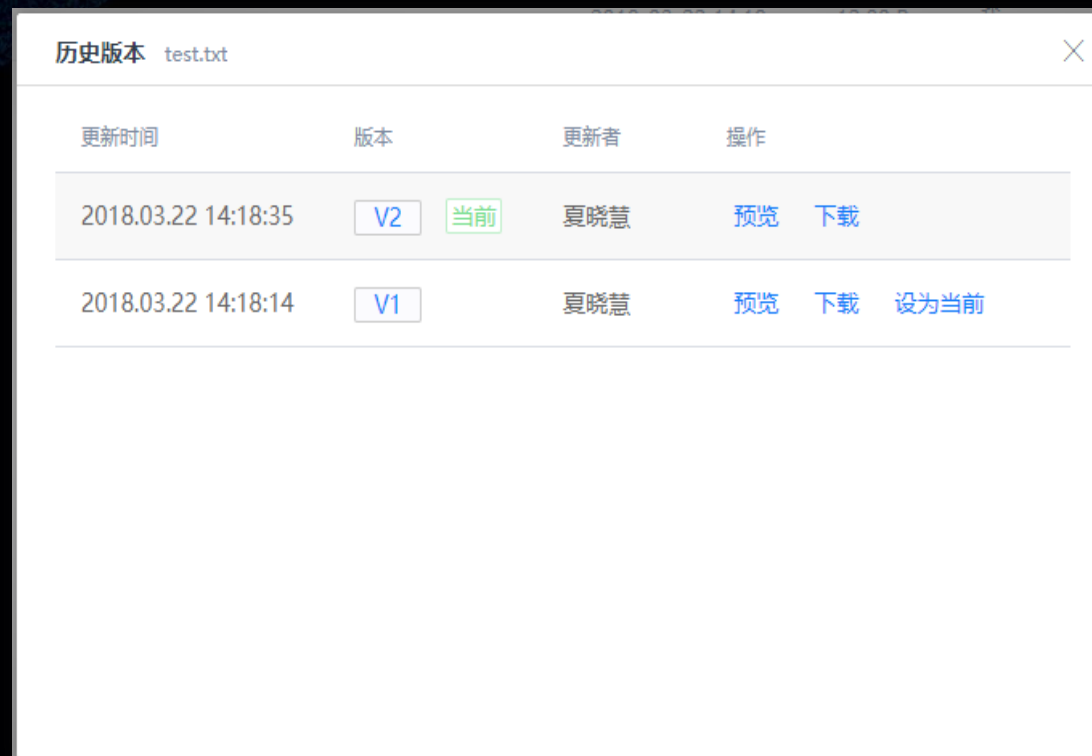 历史版本 test.txt
更新时间 版本 更新者 操作
2018.03.22 14:18:35 V2 当前 夏晓慧 预览 下载
2018.03.22 14:18:14 V1 夏晓慧 预览 下载 设为当前